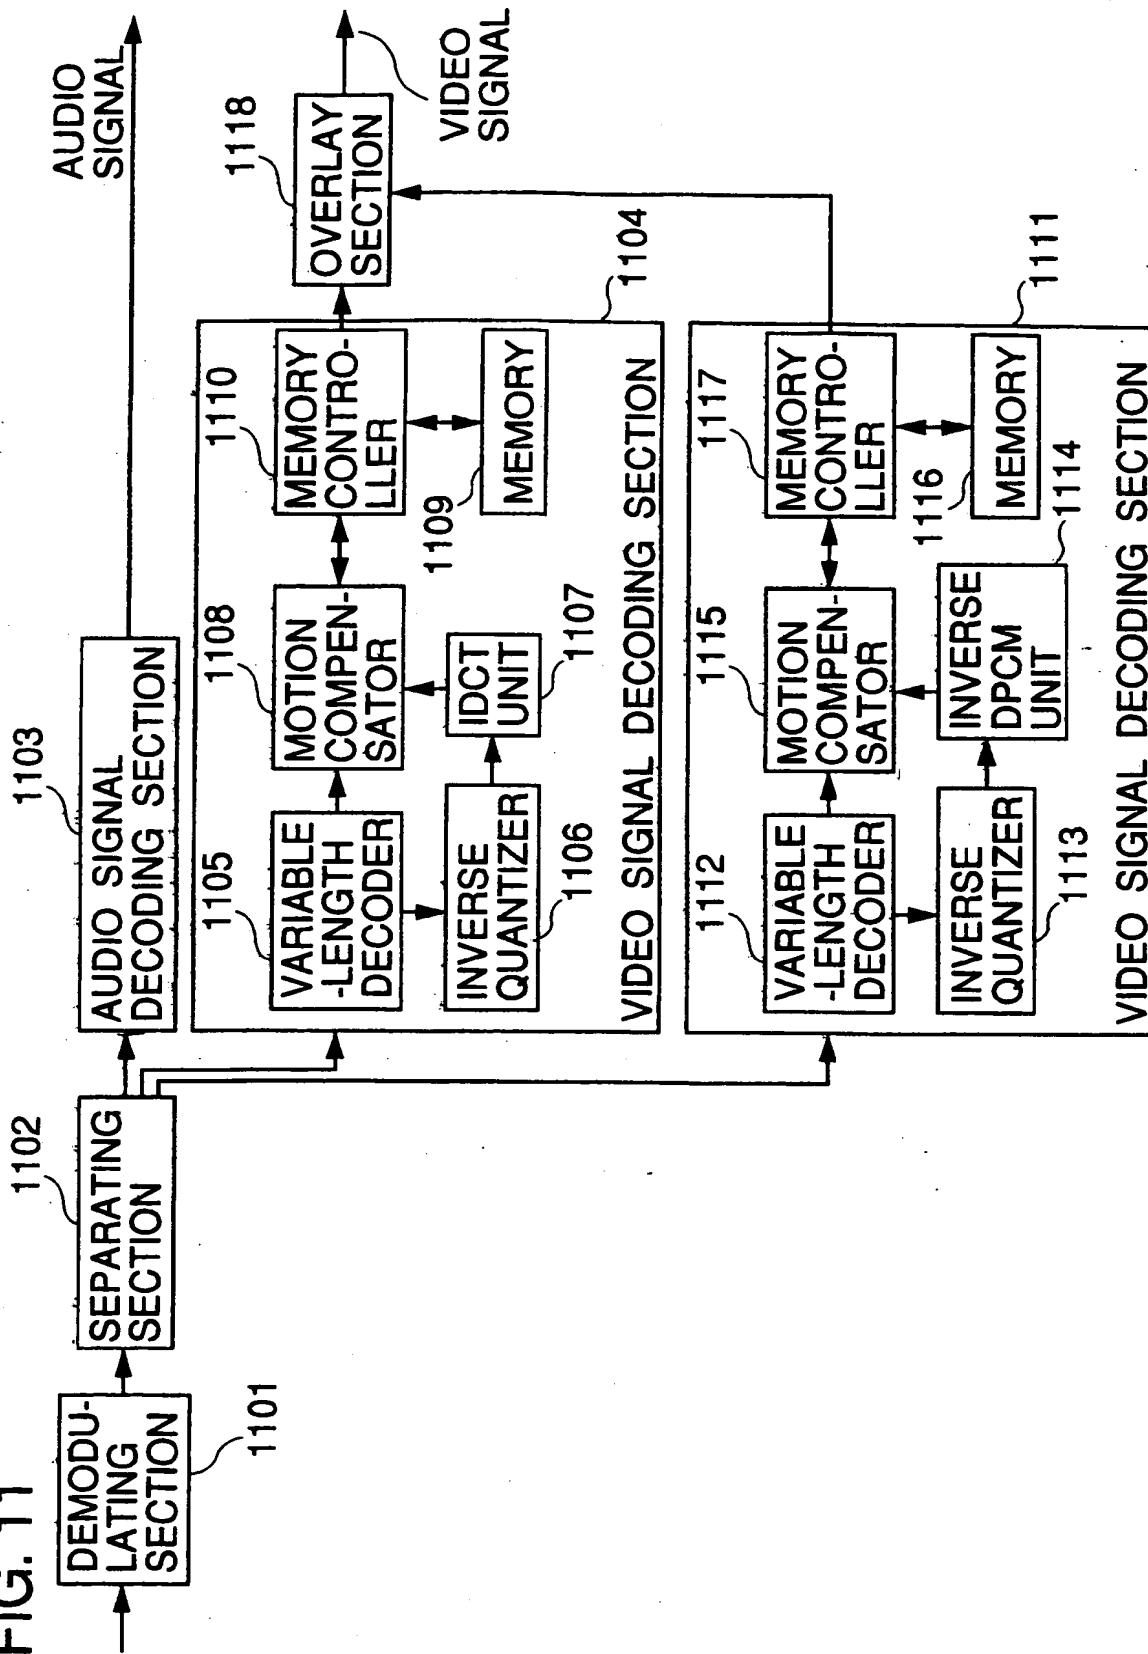 FIG. 11
DEMODU-
LATING
SECTION
1101
1102
SEPARATING
SECTION
1103
AUDIO SIGNAL
DECODING SECTION
AUDIO
SIGNAL
1105
VARIABLE
-LENGTH
DECODER
1108
MOTION
COMPEN-
SATOR
1110
MEMORY
CONTRO-
LLER
1118
OVERLAY
SECTION
VIDEO
SIGNAL
INVERSE
QUANTIZER
1106
IDCT
UNIT
1107
1109
MEMORY
VIDEO SIGNAL DECODING SECTION
1104
1112
VARIABLE
-LENGTH
DECODER
1115
MOTION
COMPEN-
SATOR
1117
MEMORY
CONTRO-
LLER
INVERSE
QUANTIZER
1113
INVERSE
DPCM
UNIT
1114
1116
MEMORY
VIDEO SIGNAL DECODING SECTION
1111